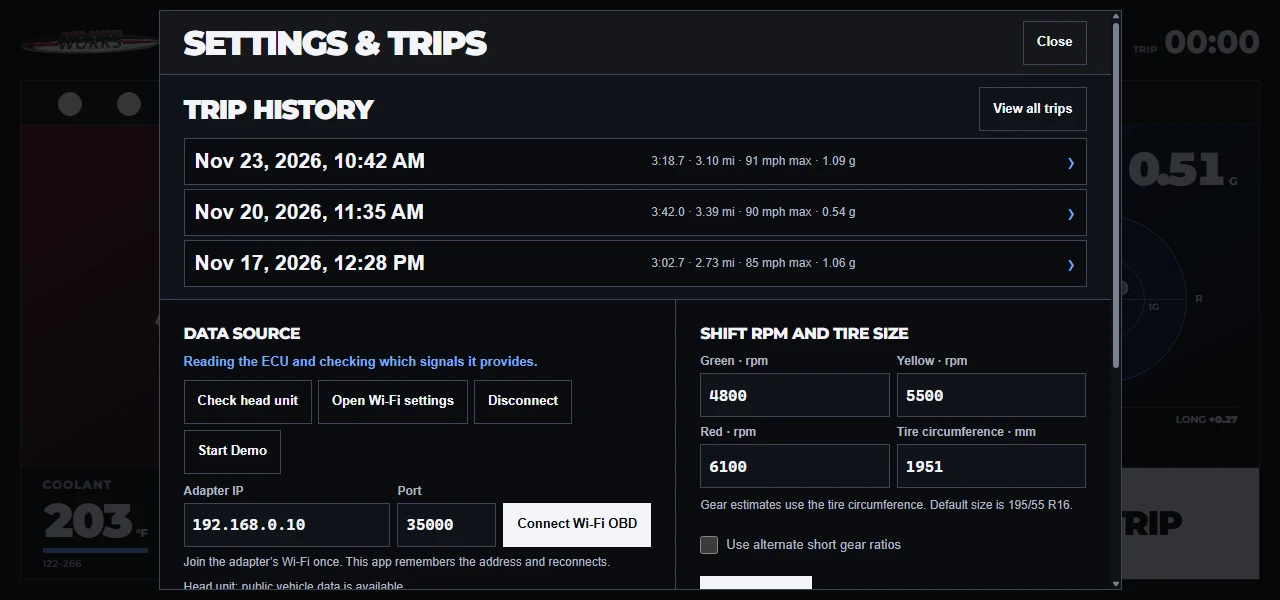 SETTINGS & TRIPS
Close
WORKS
TRIP 00:00
TRIP HISTORY
View all trips
Nov 23, 2026, 10:42 AM 3:18.7 · 3.10 mi · 91 mph max · 1.09 g ›
Nov 20, 2026, 11:35 AM 3:42.0 · 3.39 mi · 90 mph max · 0.54 g ›
Nov 17, 2026, 12:28 PM 3:02.7 · 2.73 mi · 85 mph max · 1.06 g ›
0.51 G
1G
R
LONG +0.27
DATA SOURCE
Reading the ECU and checking which signals it provides.
Check head unit
Open Wi-Fi settings
Disconnect
Start Demo
Adapter IP
Port
192.168.0.10
35000
Connect Wi-Fi OBD
Join the adapter's Wi-Fi once. This app remembers the address and reconnects.
Head unit: public vehicle data is available.
SHIFT RPM AND TIRE SIZE
Green · rpm
Yellow · rpm
4800
5500
Red · rpm
Tire circumference · mm
6100
1951
Gear estimates use the tire circumference. Default size is 195/55 R16.
Use alternate short gear ratios
COOLANT
203 °F
122-266
TRIP